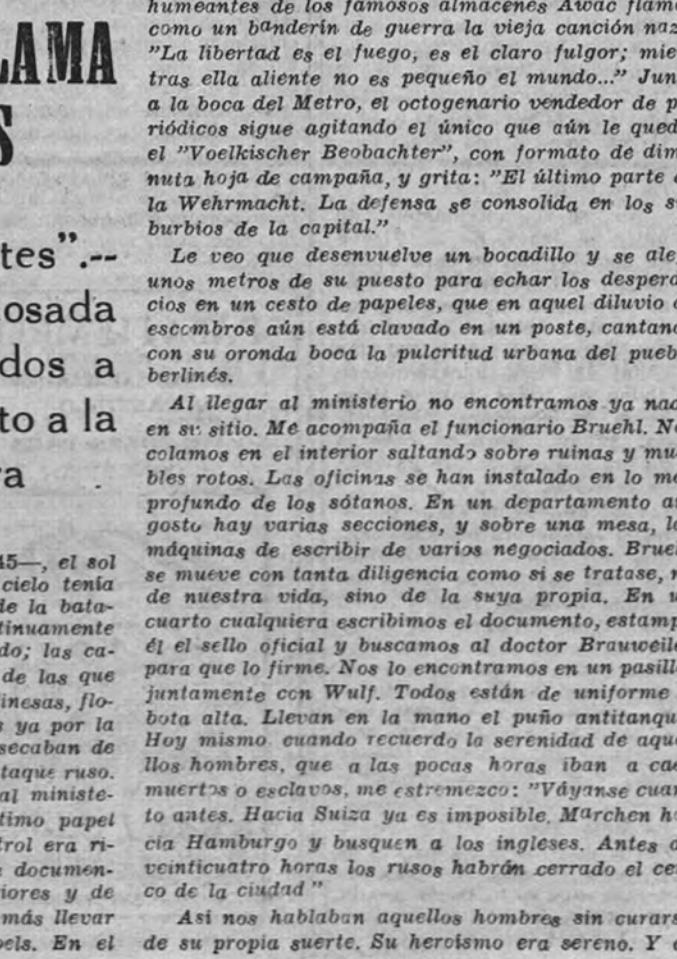 LAMA
S
tes”.--
osada
dos a
to a la
ra
45—, el sol
cielo tenía
de la bata-
tinuamente
do; las ca-
de las que
inesas, flo-
s ya por la
secaban de
taque ruso.
al ministe-
timo papel
trol era ri-
documen-
iores y de
más llevar
bels. En el
humeantes de los famosos almacenes Awac flame
como un banderín de guerra la vieja canción naz
"La libertad es el fuego, es el claro fulgor; mie
tras ella aliente no es pequeño el mundo..." Jun
a la boca del Metro, el octogenario vendedor de p
riódicos sigue agitando el único que aún le qued
el "Voelkischer Beobachter", con formato de dim
nuta hoja de campaña, y grita: "El último parte d
la Wehrmacht. La defensa se consolida en los s
burbios de la capital."
Le veo que desenvuelve un bocadillo y se ale
unos metros de su puesto para echar los desperd
cios en un cesto de papeles, que en aquel diluvio d
escombros aún está clavado en un poste, cantand
con su oronda boca la pulcritud urbana del pueb
berlinés.
Al llegar al ministerio no encontramos ya nad
en su sitio. Me acompaña el funcionario Bruehl. N
colamos en el interior saltando sobre ruinas y mu
bles rotos. Las oficinas se han instalado en lo m
profundo de los sótanos. En un departamento a
gosto hay varias secciones, y sobre una mesa, l
máquinas de escribir de varios negociados. Brueh
se mueve con tanta diligencia como si se tratase, n
de nuestra vida, sino de la suya propia. En u
cuarto cualquiera escribimos el documento, estamp
él el sello oficial y buscamos al doctor Brauweile
para que lo firme. Nos lo encontramos en un pasill
juntamente con Wulf. Todos están de uniforme
bota alta. Llevan en la mano el puño antitanqu
Hoy mismo cuando recuerdo la serenidad de aque
llos hombres, que a las pocas horas iban a cae
muertos o esclavos, me estremezco: "Váyanse cuan
to antes. Hacia Suiza ya es imposible. Marchen h
cia Hamburgo y busquen a los ingleses. Antes d
veinticuatro horas los rusos habrán cerrado el cer
co de la ciudad"
Asi nos hablaban aquellos hombres sin curars
de su propia suerte. Su heroísmo era sereno. Y e